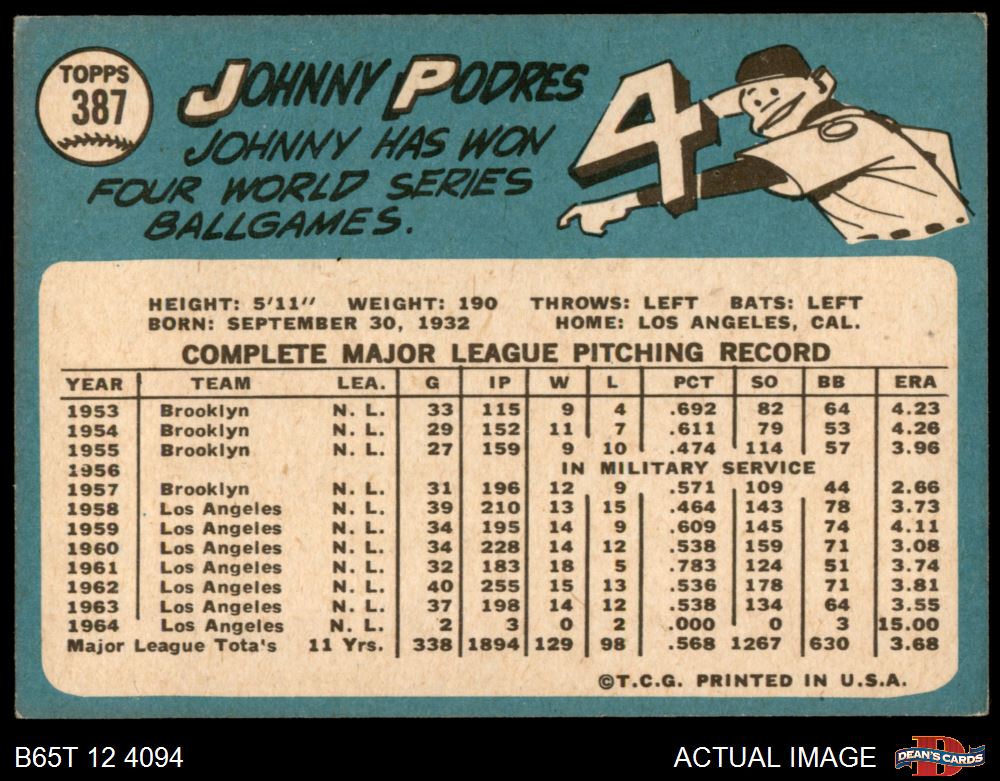 TOPPS
387
JOHNNY PODRES
JOHNNY HAS WON
FOUR WORLD SERIES
BALLGAMES.
4
HEIGHT: 5'11" WEIGHT: 190 THROWS: LEFT BATS: LEFT
BORN: SEPTEMBER 30, 1932 HOME: LOS ANGELES, CAL.
COMPLETE MAJOR LEAGUE PITCHING RECORD
YEAR TEAM LEA. G IP W L PCT SO BB ERA
1953 Brooklyn N. L. 33 115 9 4 .692 82 64 4.23
1954 Brooklyn N. L. 29 152 11 7 .611 79 53 4.26
1955 Brooklyn N. L. 27 159 9 10 .474 114 57 3.96
1956 IN MILITARY SERVICE
1957 Brooklyn N. L. 31 196 12 9 .571 109 44 2.66
1958 Los Angeles N. L. 39 210 13 15 .464 143 78 3.73
1959 Los Angeles N. L. 34 195 14 9 .609 145 74 4.11
1960 Los Angeles N. L. 34 228 14 12 .538 159 71 3.08
1961 Los Angeles N. L. 32 183 18 5 .783 124 51 3.74
1962 Los Angeles N. L. 40 255 15 13 .536 178 71 3.81
1963 Los Angeles N. L. 37 198 14 12 .538 134 64 3.55
1964 Los Angeles N. L. 2 3 0 2 .000 0 3 15.00
Major League Tota's 11 Yrs. 338 1894 129 98 .568 1267 630 3.68
©T.C.G. PRINTED IN U.S.A.
B65T 12 4094 ACTUAL IMAGE DEAN'S CARDS